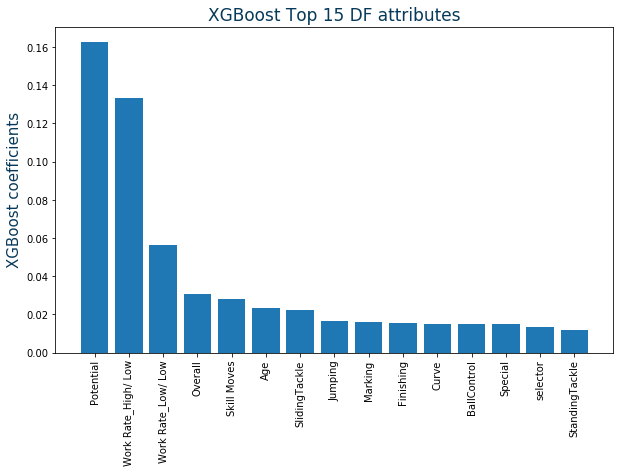 XGBoost Top 15 DF attributes
XGBoost coefficients
0.16
0.14
0.12
0.10
0.08
0.06
0.04
0.02
0.00
Potential
Work Rate_High/ Low
Work Rate_Low/ Low
Overall
Skill Moves
Age
SlidingTackle
Jumping
Marking
Finishing
Curve
BallControl
Special
selector
StandingTackle